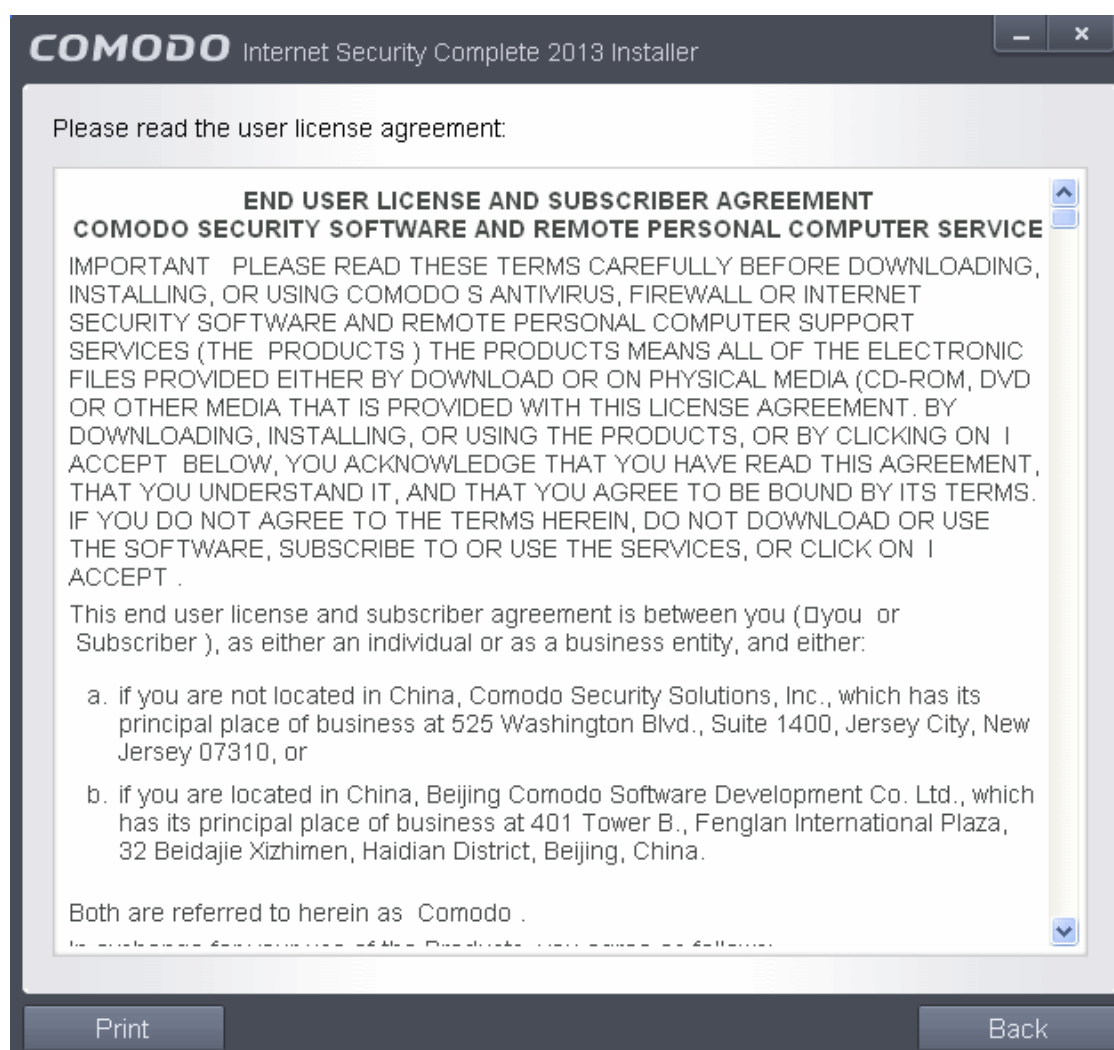 COMODO Internet Security Complete 2013 Installer
Please read the user license agreement:
END USER LICENSE AND SUBSCRIBER AGREEMENT
COMODO SECURITY SOFTWARE AND REMOTE PERSONAL COMPUTER SERVICE
IMPORTANT PLEASE READ THESE TERMS CAREFULLY BEFORE DOWNLOADING,
INSTALLING, OR USING COMODO S ANTIVIRUS, FIREWALL OR INTERNET
SECURITY SOFTWARE AND REMOTE PERSONAL COMPUTER SUPPORT
SERVICES (THE PRODUCTS ) THE PRODUCTS MEANS ALL OF THE ELECTRONIC
FILES PROVIDED EITHER BY DOWNLOAD OR ON PHYSICAL MEDIA (CD-ROM, DVD
OR OTHER MEDIA THAT IS PROVIDED WITH THIS LICENSE AGREEMENT. BY
DOWNLOADING, INSTALLING, OR USING THE PRODUCTS, OR BY CLICKING ON I
ACCEPT BELOW, YOU ACKNOWLEDGE THAT YOU HAVE READ THIS AGREEMENT,
THAT YOU UNDERSTAND IT, AND THAT YOU AGREE TO BE BOUND BY ITS TERMS.
IF YOU DO NOT AGREE TO THE TERMS HEREIN, DO NOT DOWNLOAD OR USE
THE SOFTWARE, SUBSCRIBE TO OR USE THE SERVICES, OR CLICK ON I
ACCEPT .
This end user license and subscriber agreement is between you (▯you or
Subscriber ), as either an individual or as a business entity, and either:
a. if you are not located in China, Comodo Security Solutions, Inc., which has its
principal place of business at 525 Washington Blvd., Suite 1400, Jersey City, New
Jersey 07310, or
b. if you are located in China, Beijing Comodo Software Development Co. Ltd., which
has its principal place of business at 401 Tower B., Fenglan International Plaza,
32 Beidajie Xizhimen, Haidian District, Beijing, China.
Both are referred to herein as Comodo .
In exchange for your use of the Products, you agree as follows:
Print
Back